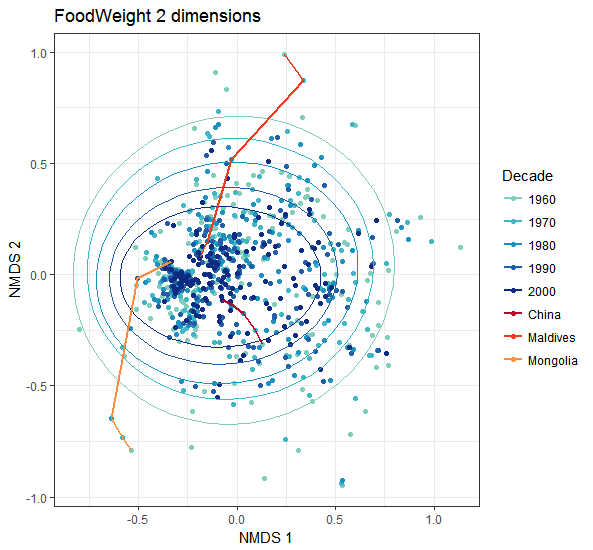 FoodWeight 2 dimensions
1.0
0.5
0.0
-0.5
-1.0
NMDS 2
-0.5
0.0
0.5
1.0
NMDS 1
Decade
1960
1970
1980
1990
2000
China
Maldives
Mongolia